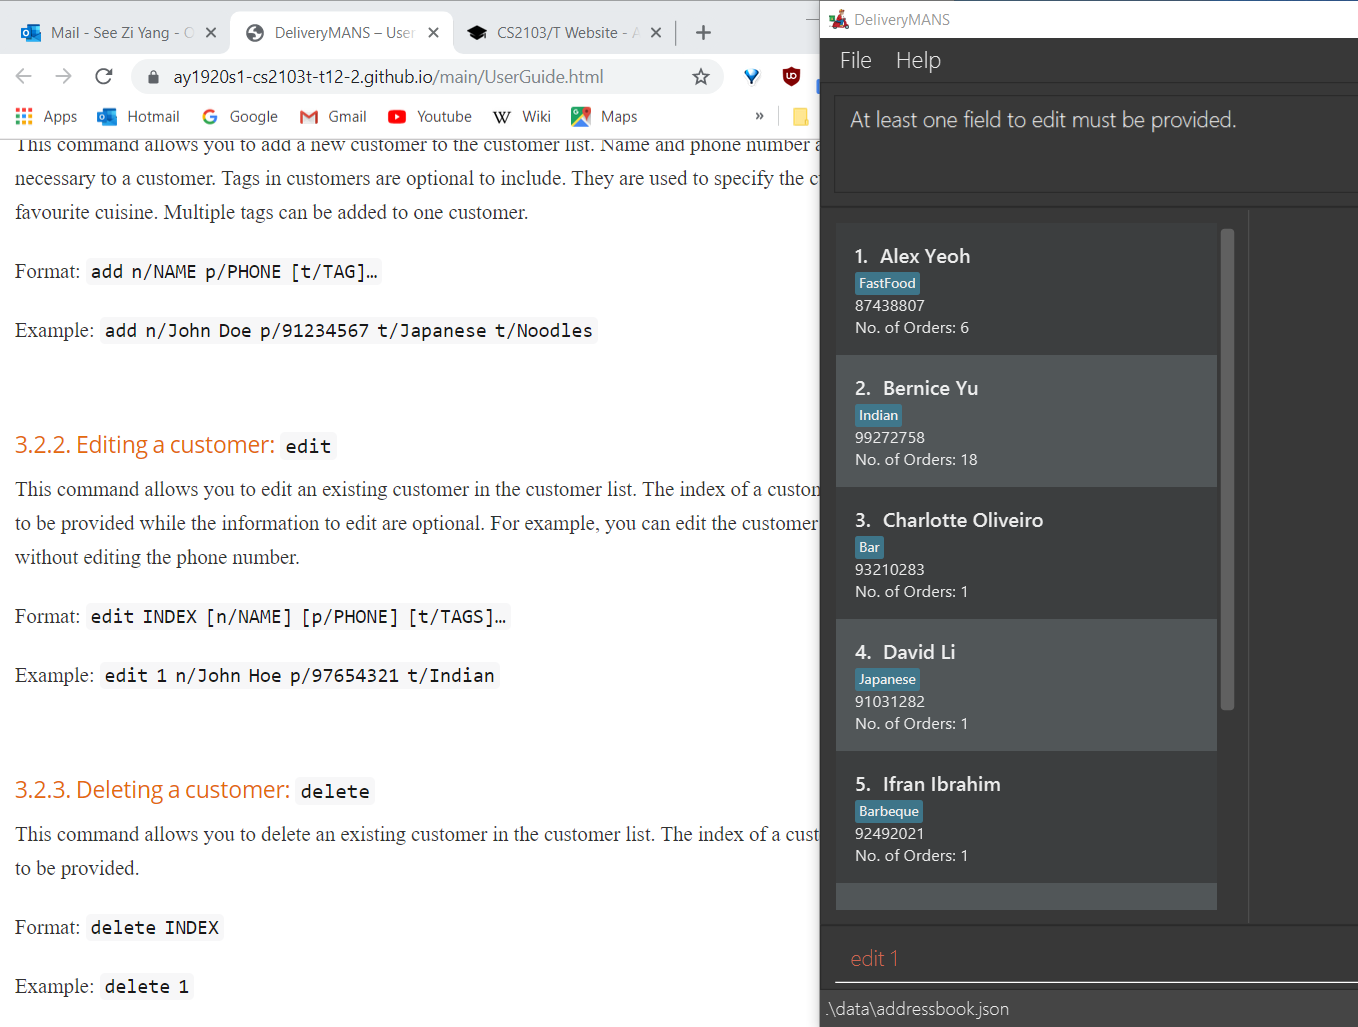 Mail - See Zi Yang - O
DeliveryMANS – User
CS2103/T Website - A
ay1920s1-cs2103t-t12-2.github.io/main/UserGuide.html
Apps
Hotmail
Google
Gmail
Youtube
Wiki
Maps
»
This command allows you to add a new customer to the customer list. Name and phone number a
necessary to a customer. Tags in customers are optional to include. They are used to specify the c
favourite cuisine. Multiple tags can be added to one customer.
Format: add n/NAME p/PHONE [t/TAG]…
Example: add n/John Doe p/91234567 t/Japanese t/Noodles
3.2.2. Editing a customer: edit
This command allows you to edit an existing customer in the customer list. The index of a custom
to be provided while the information to edit are optional. For example, you can edit the customer
without editing the phone number.
Format: edit INDEX [n/NAME] [p/PHONE] [t/TAGS]…
Example: edit 1 n/John Hoe p/97654321 t/Indian
3.2.3. Deleting a customer: delete
This command allows you to delete an existing customer in the customer list. The index of a cust
to be provided.
Format: delete INDEX
Example: delete 1
DeliveryMANS
File Help
At least one field to edit must be provided.
1. Alex Yeoh
FastFood
87438807
No. of Orders: 6
2. Bernice Yu
Indian
99272758
No. of Orders: 18
3. Charlotte Oliveiro
Bar
93210283
No. of Orders: 1
4. David Li
Japanese
91031282
No. of Orders: 1
5. Ifran Ibrahim
Barbeque
92492021
No. of Orders: 1
edit 1
.\data\addressbook.json